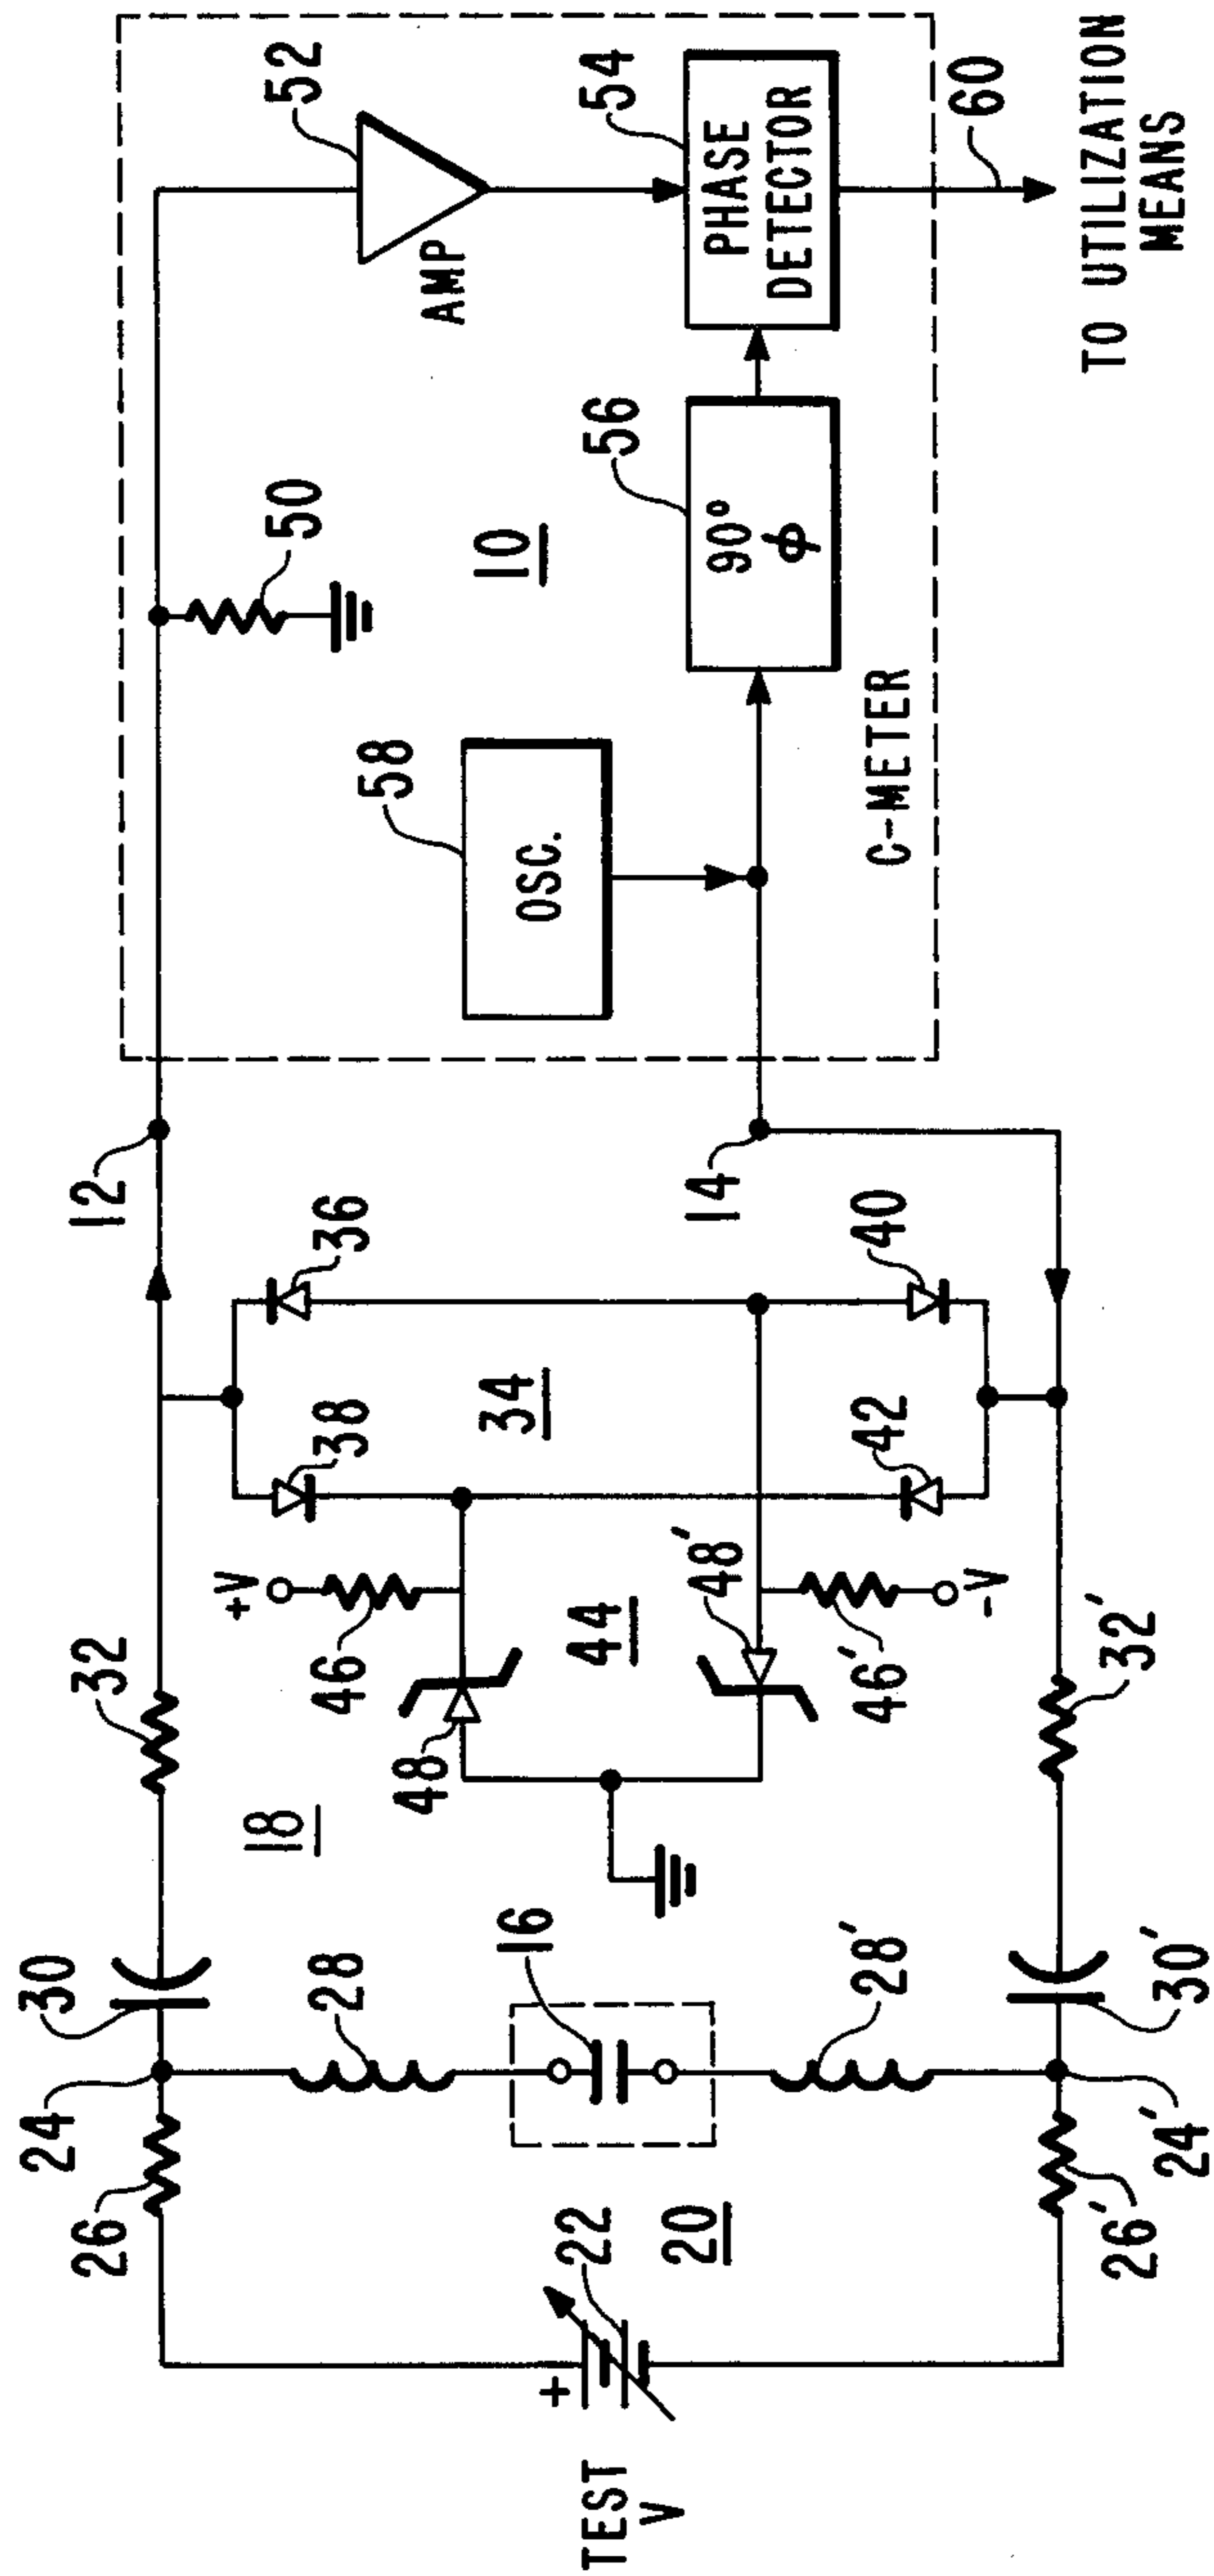 TEST
V
+
22
20
26
24
30
28
16
28'
26'
24'
30'
18
32
32'
48
44
46
+V
48'
46'
-V
38
34
42
36
40
12
14
58
OSC.
C-METER
10
50
56
90°
ϕ
52
AMP
54
PHASE
DETECTOR
60
TO UTILIZATION
MEANS